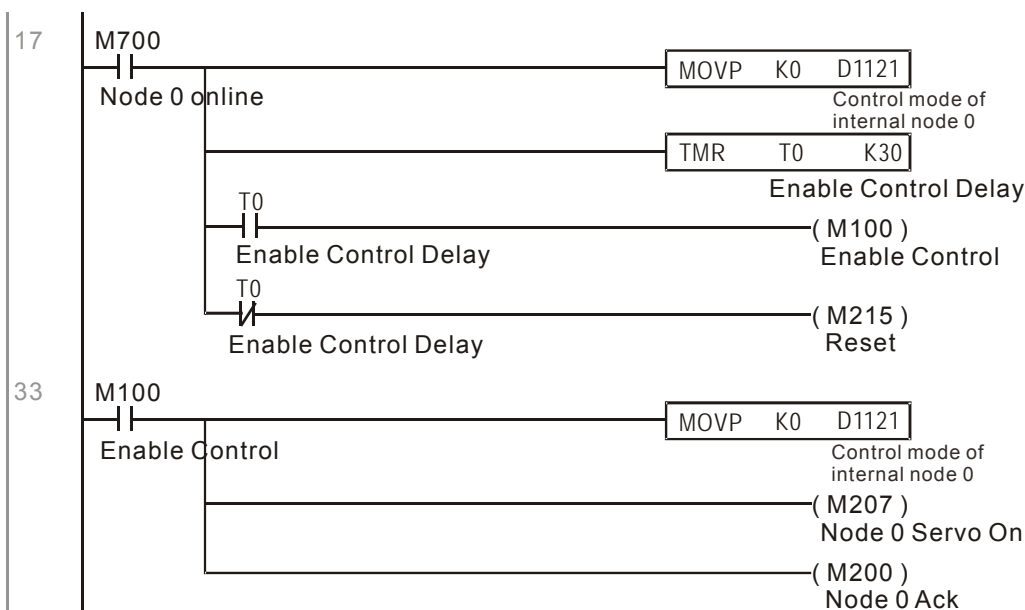 17
M700
MOVP K0 D1121
Node 0 online
Control mode of
internal node 0
TMR T0 K30
Enable Control Delay
T0
( M100 )
Enable Control Delay
Enable Control
T0
( M215 )
Enable Control Delay
Reset
33
M100
MOVP K0 D1121
Enable Control
Control mode of
internal node 0
( M207 )
Node 0 Servo On
( M200 )
Node 0 Ack